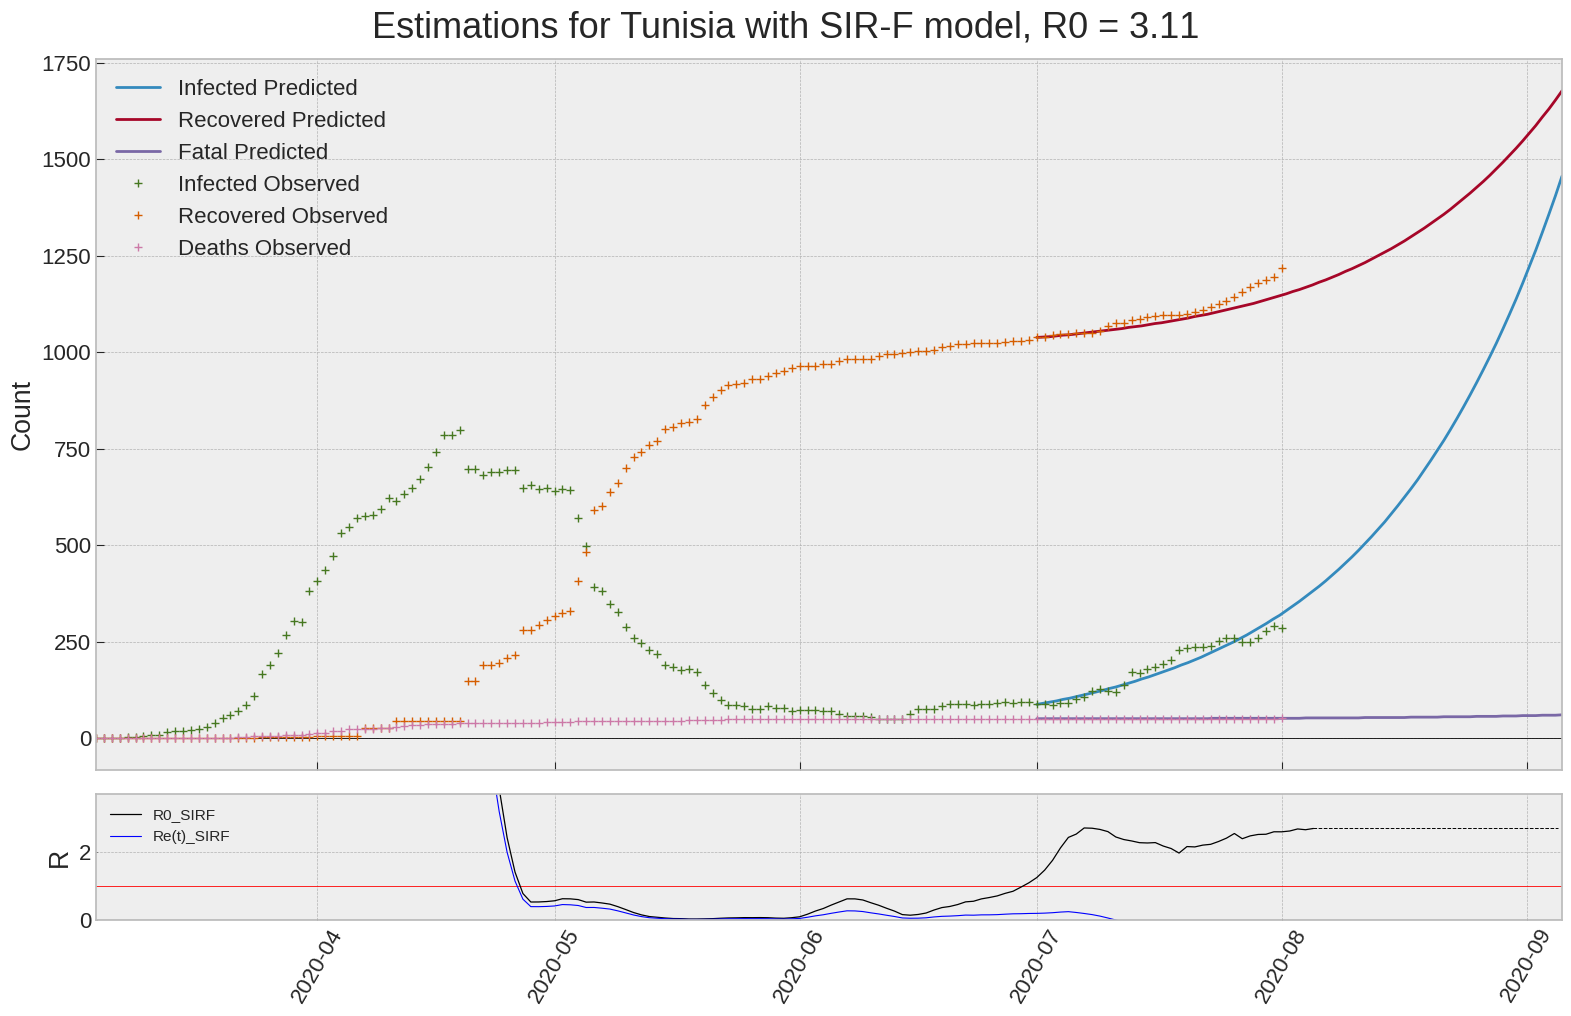 Estimations for Tunisia with SIR-F model, R0 = 3.11
1750
1500
1250
1000
750
500
250
0
Count
Infected Predicted
Recovered Predicted
Fatal Predicted
Infected Observed
Recovered Observed
Deaths Observed
R
2
0
R0_SIRF
Re(t)_SIRF
2020-04
2020-05
2020-06
2020-07
2020-08
2020-09